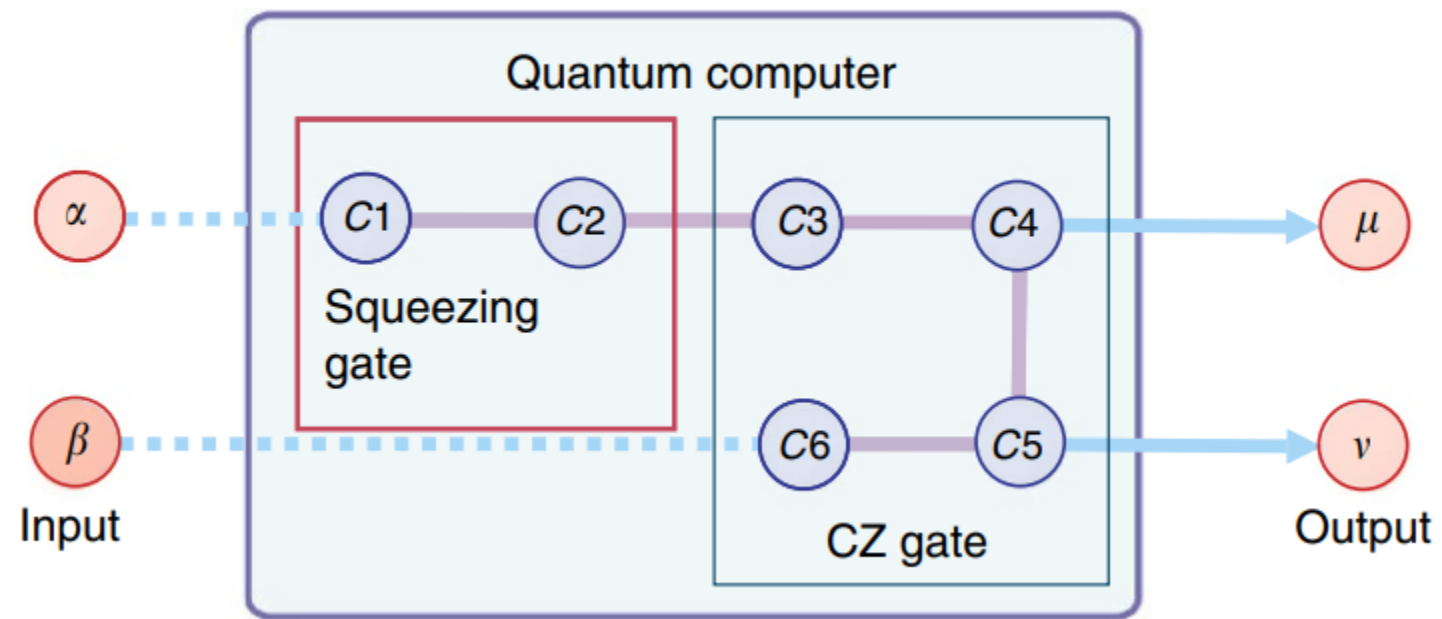 Quantum computer
α
C1
C2
C3
C4
μ
Squeezing
gate
β
C6
C5
ν
Input
CZ gate
Output